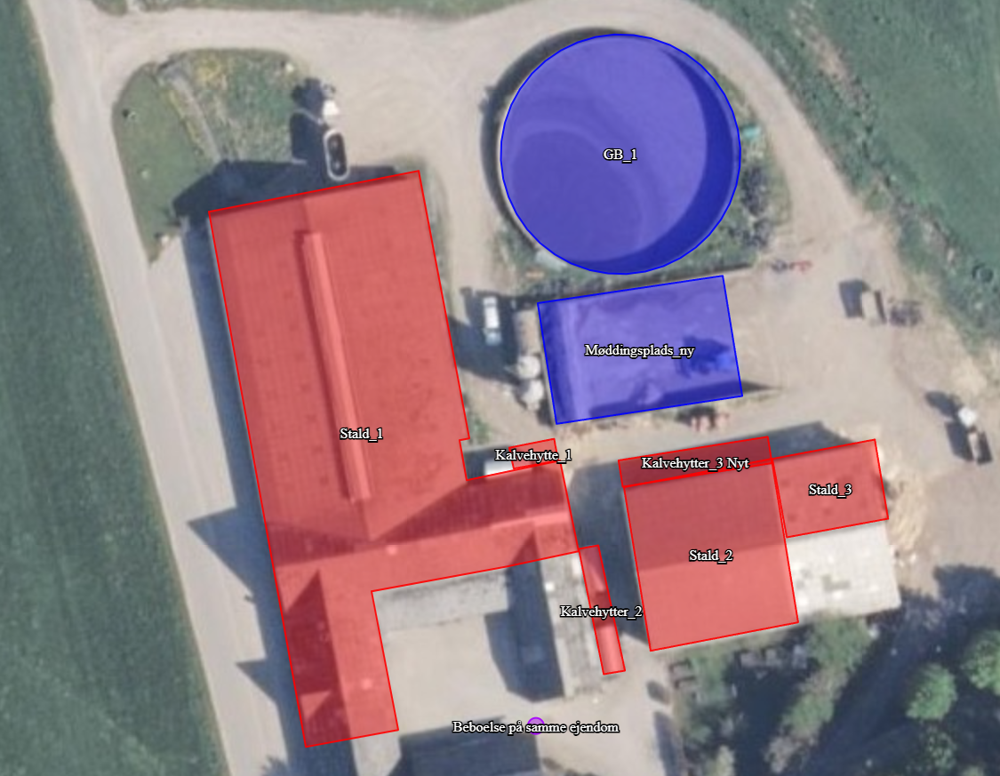 GB_1
Møddingsplads_ny
Stald_1
Kalvehytte_1
Kalvehytter_3 Nyt
Stald_3
Stald_2
Kalvehytter_2
Beboelse på samme ejendom